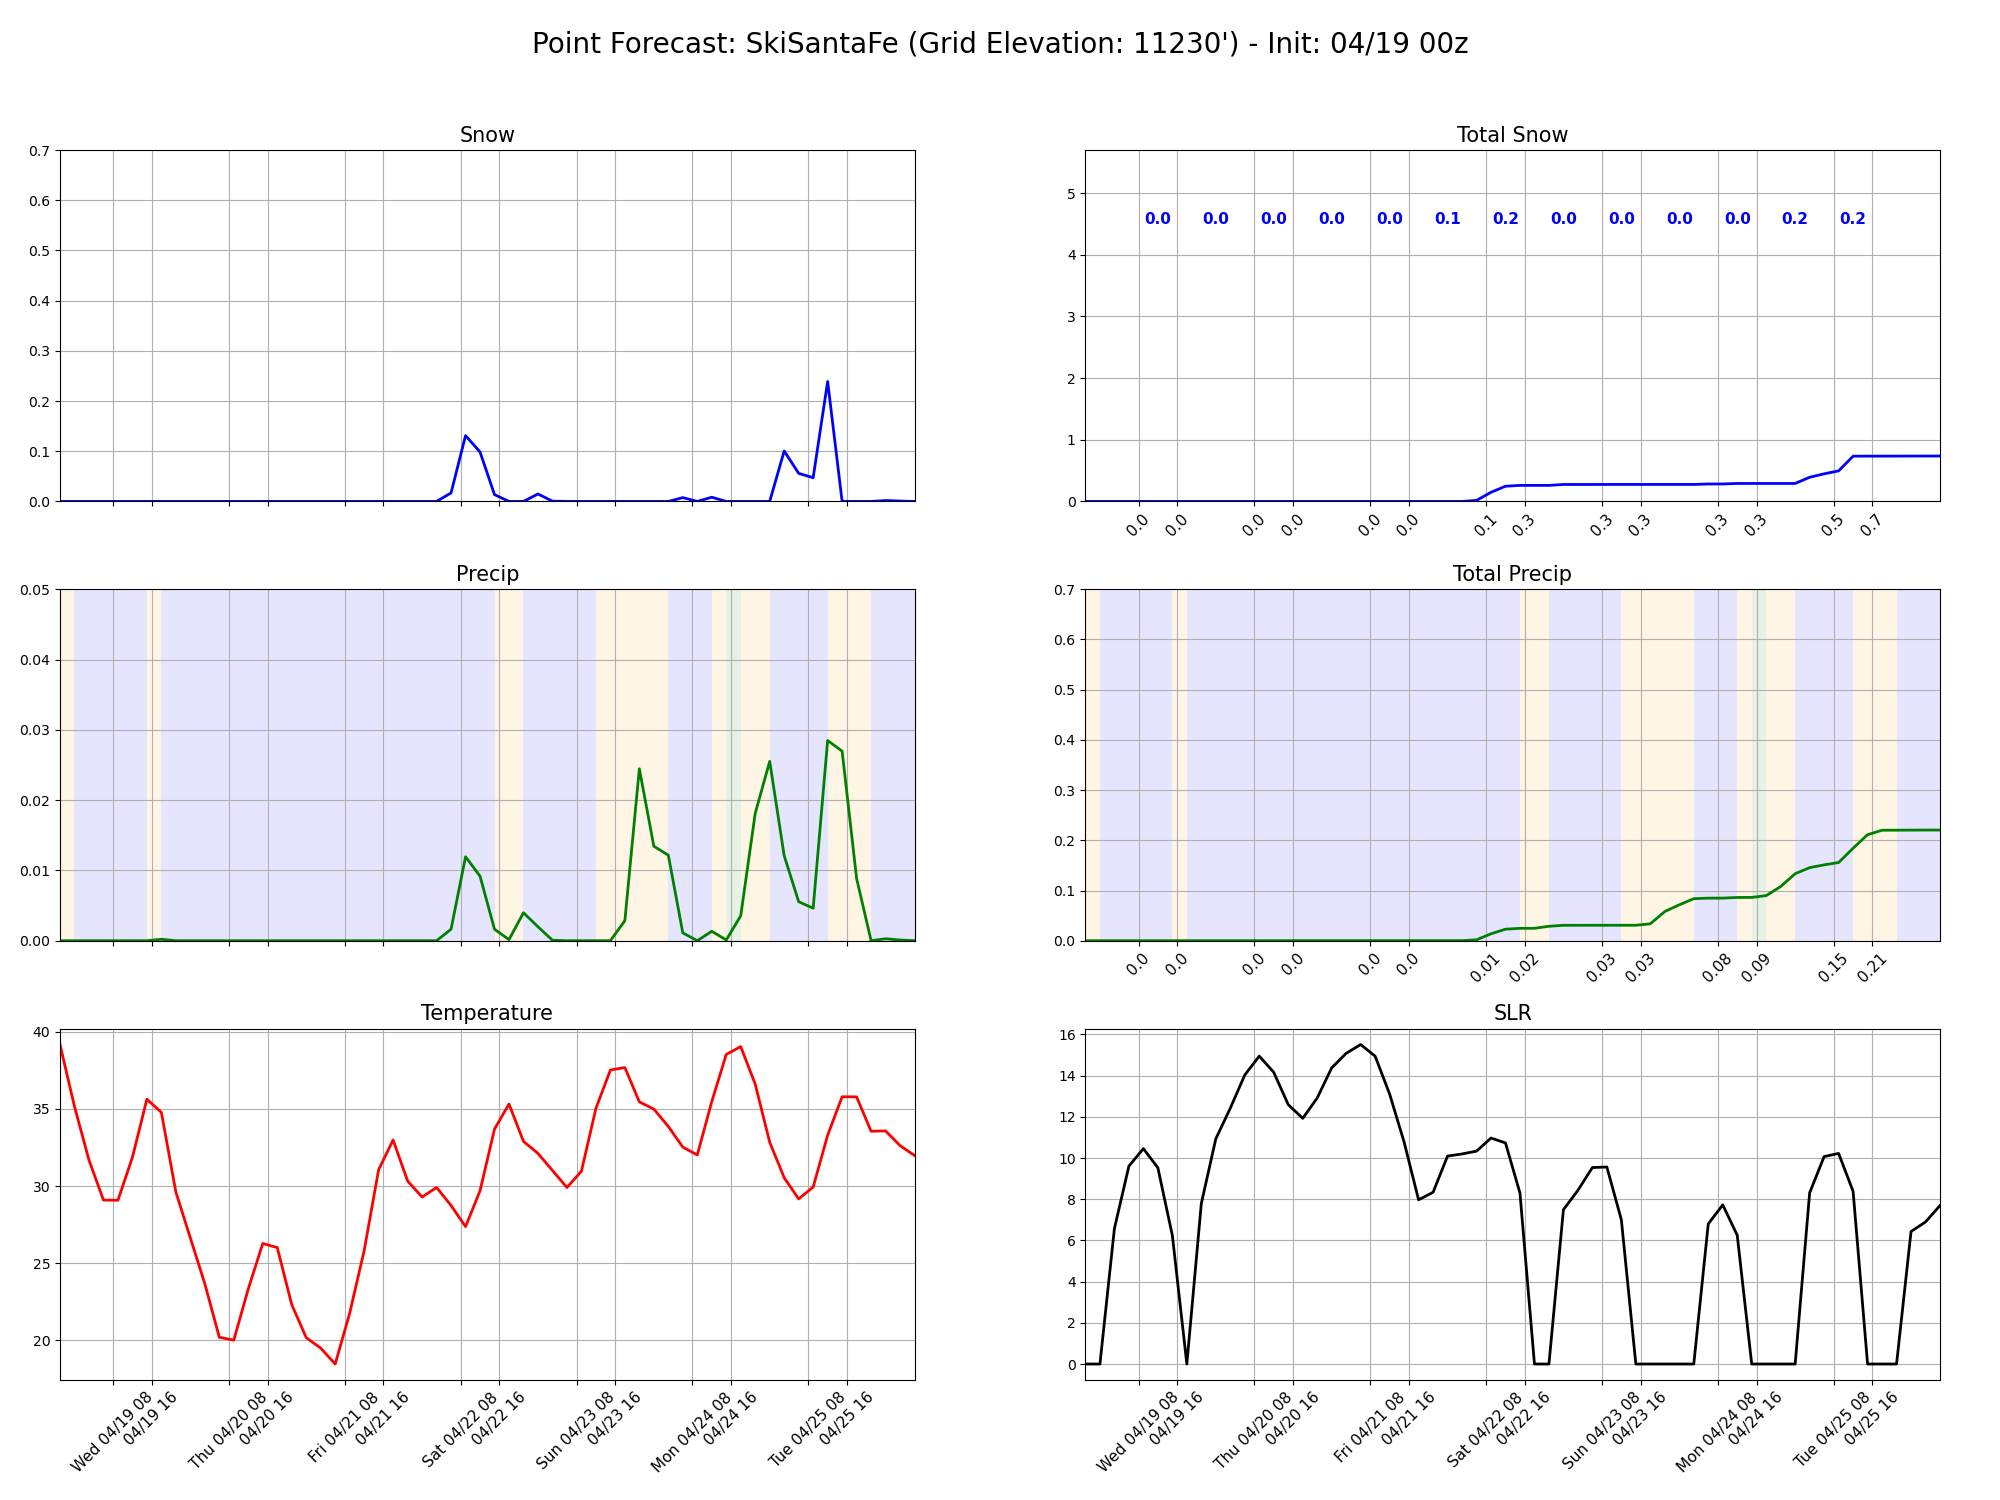 Point Forecast: SkiSantaFe (Grid Elevation: 11230') - Init: 04/19 00z
Snow
0.7
0.6
0.5
0.4
0.3
0.2
0.1
0.0
Total Snow
5
4
3
2
1
0
0.0 0.0 0.0 0.0 0.0 0.1 0.2 0.0 0.0 0.0 0.0 0.2 0.2
0.0 0.0 0.0 0.0 0.0 0.0 0.1 0.3 0.3 0.3 0.3 0.3 0.5 0.7
Precip
0.05
0.04
0.03
0.02
0.01
0.00
Total Precip
0.7
0.6
0.5
0.4
0.3
0.2
0.1
0.0
0.0 0.0 0.0 0.0 0.0 0.0 0.01 0.02 0.03 0.03 0.08 0.09 0.15 0.21
Temperature
40
35
30
25
20
Wed 04/19 08
04/19 16
Thu 04/20 08
04/20 16
Fri 04/21 08
04/21 16
Sat 04/22 08
04/22 16
Sun 04/23 08
04/23 16
Mon 04/24 08
04/24 16
Tue 04/25 08
04/25 16
SLR
16
14
12
10
8
6
4
2
0
Wed 04/19 08
04/19 16
Thu 04/20 08
04/20 16
Fri 04/21 08
04/21 16
Sat 04/22 08
04/22 16
Sun 04/23 08
04/23 16
Mon 04/24 08
04/24 16
Tue 04/25 08
04/25 16